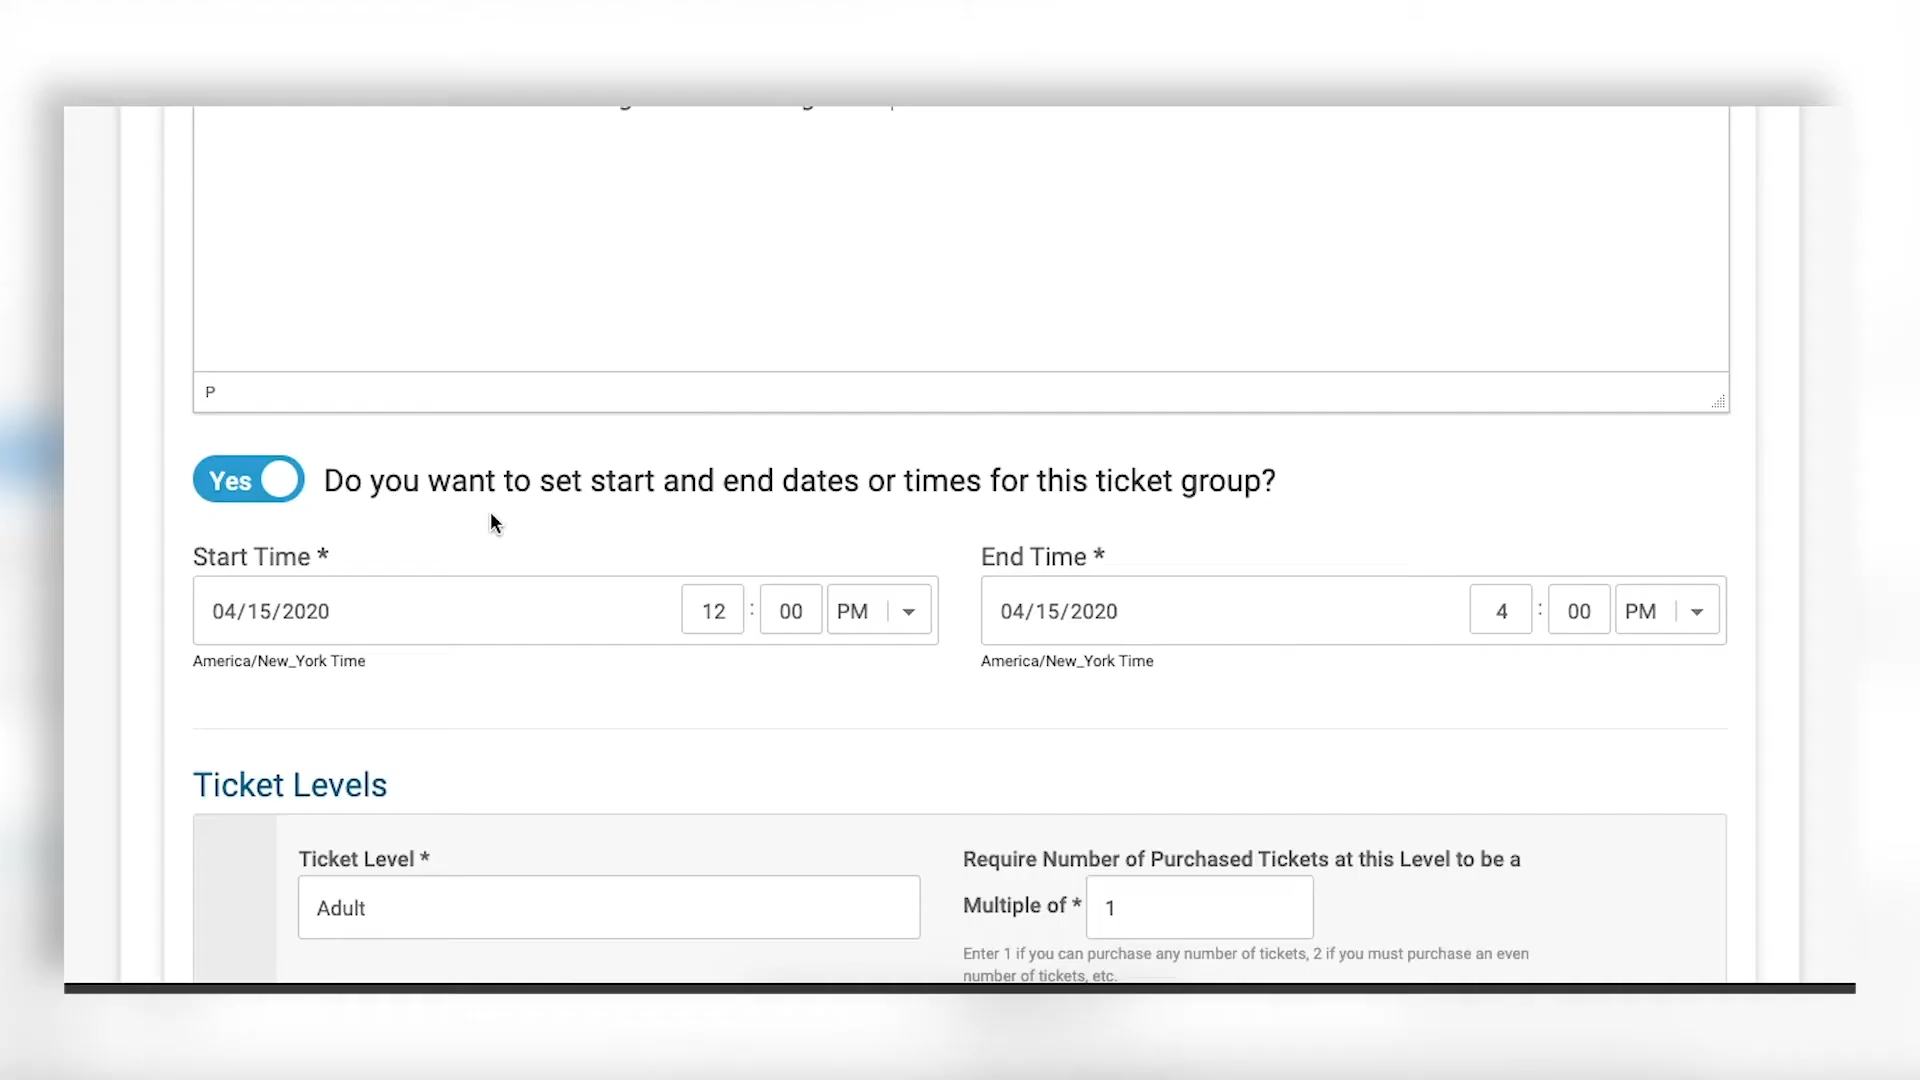 P
Yes Do you want to set start and end dates or times for this ticket group?
Start Time * End Time *
04/15/2020 12 : 00 PM 04/15/2020 4 : 00 PM
America/New_York Time America/New_York Time
Ticket Levels
Ticket Level * Require Number of Purchased Tickets at this Level to be a
Adult Multiple of * 1
Enter 1 if you can purchase any number of tickets, 2 if you must purchase an even
number of tickets, etc.